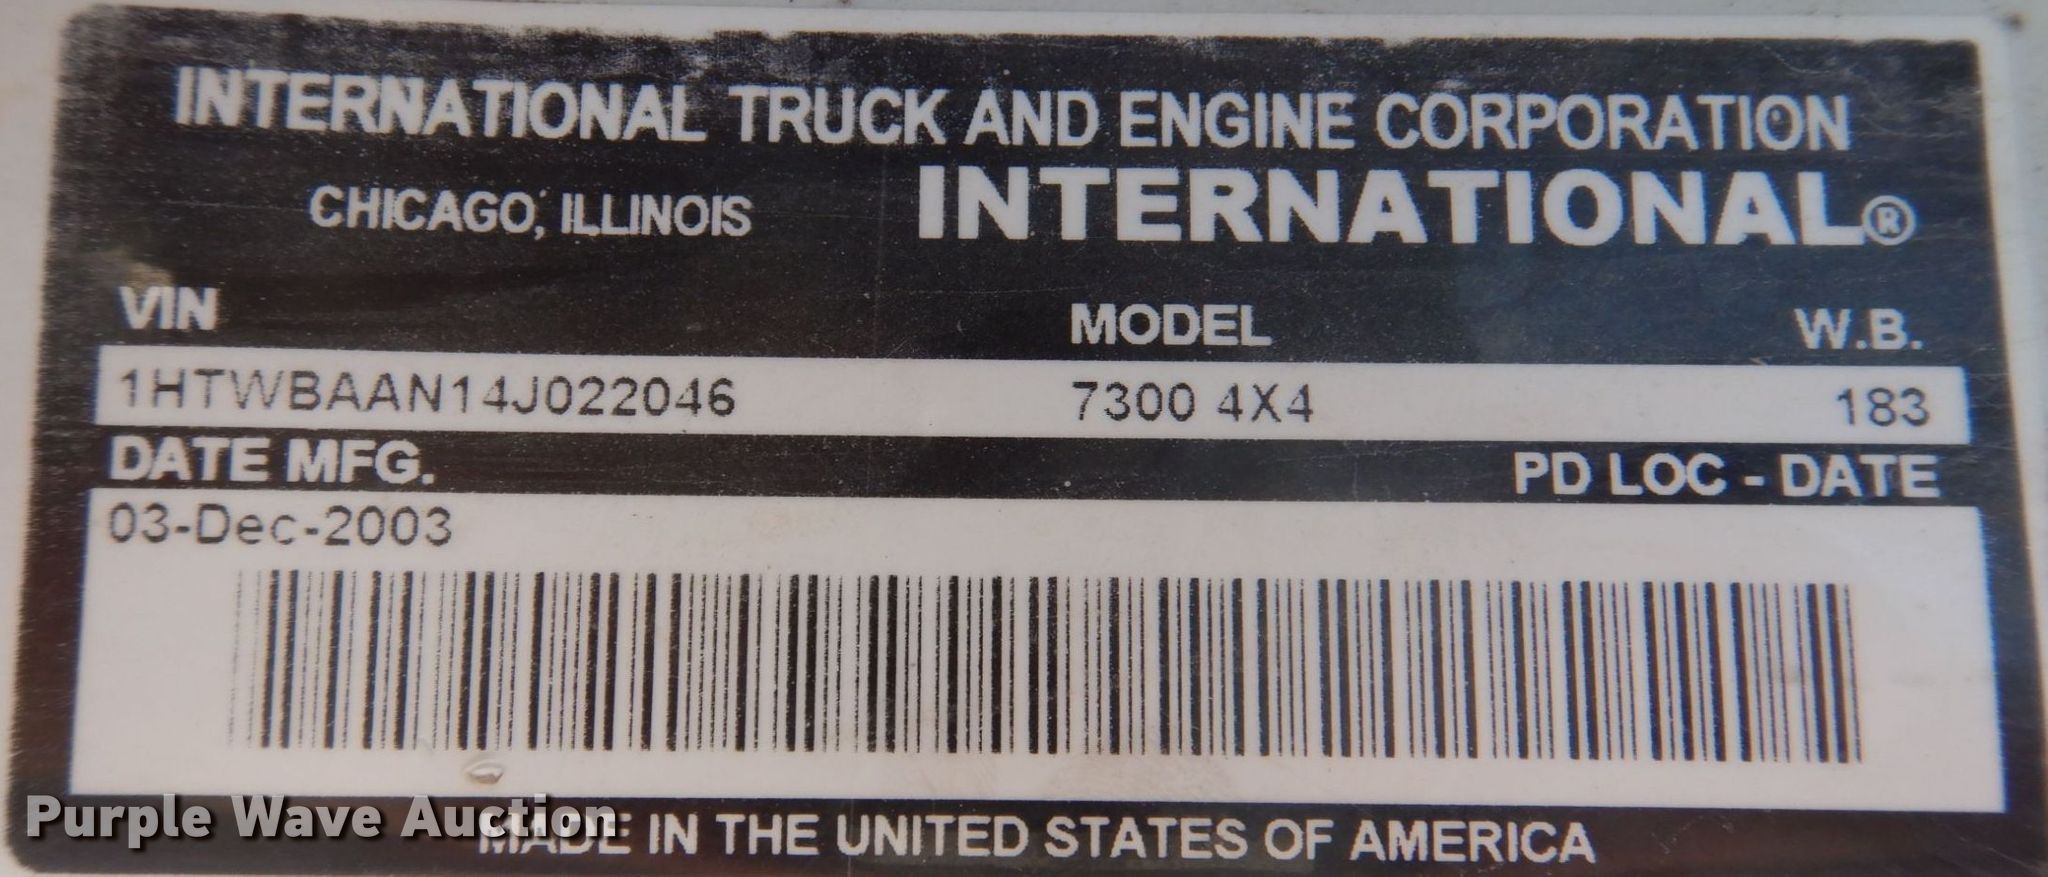 INTERNATIONAL TRUCK AND ENGINE CORPORATION
CHICAGO, ILLINOIS INTERNATIONAL®
VIN MODEL W.B.
1HTWBAAN14J022046 7300 4X4 183
DATE MFG. PD LOC - DATE
03-Dec-2003
MADE IN THE UNITED STATES OF AMERICA
Purple Wave Auction